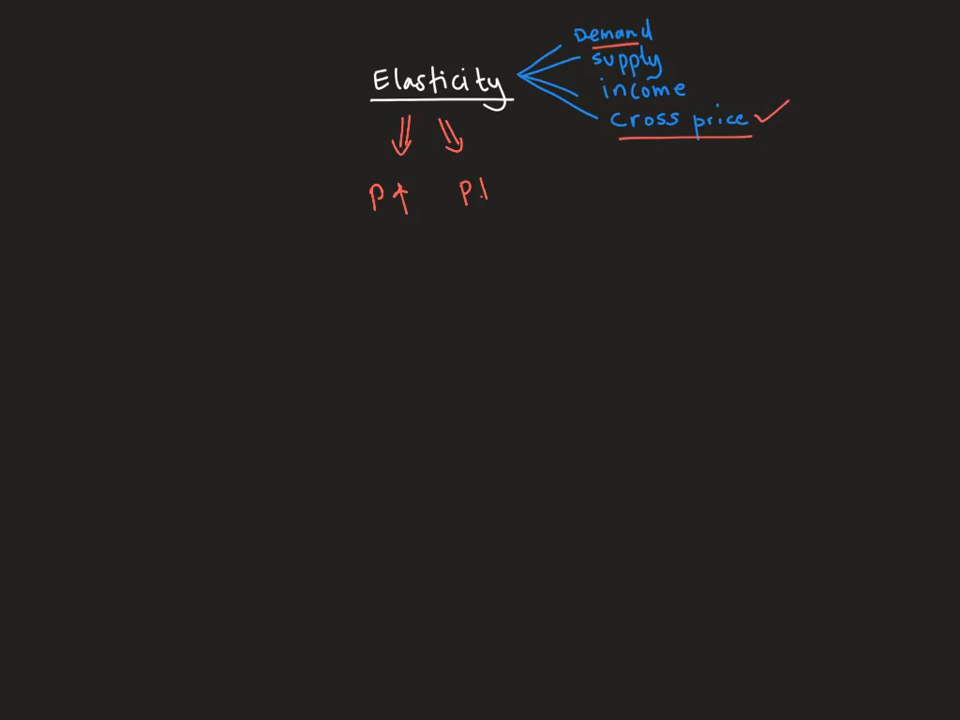 Demand
supply
Elasticity
income
cross price ✓
P↑ P